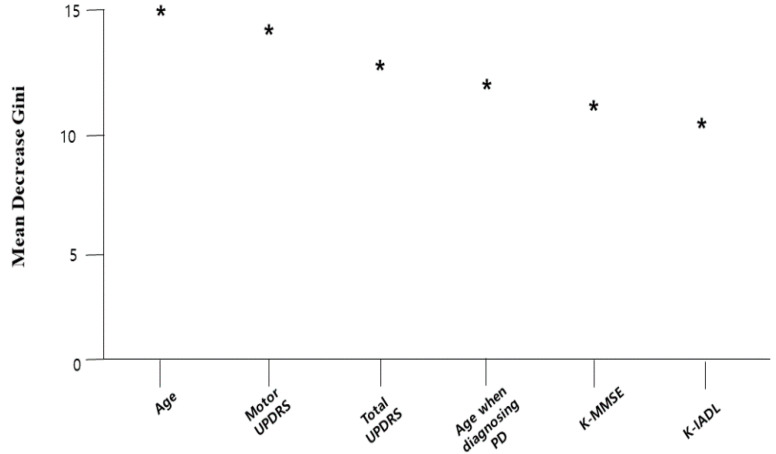 15
10
5
0
Mean Decrease Gini
*
*
*
*
*
*
Age
Motor
UPDRS
Total
UPDRS
Age when
diagnosing
PD
K-MMSE
K-IADL